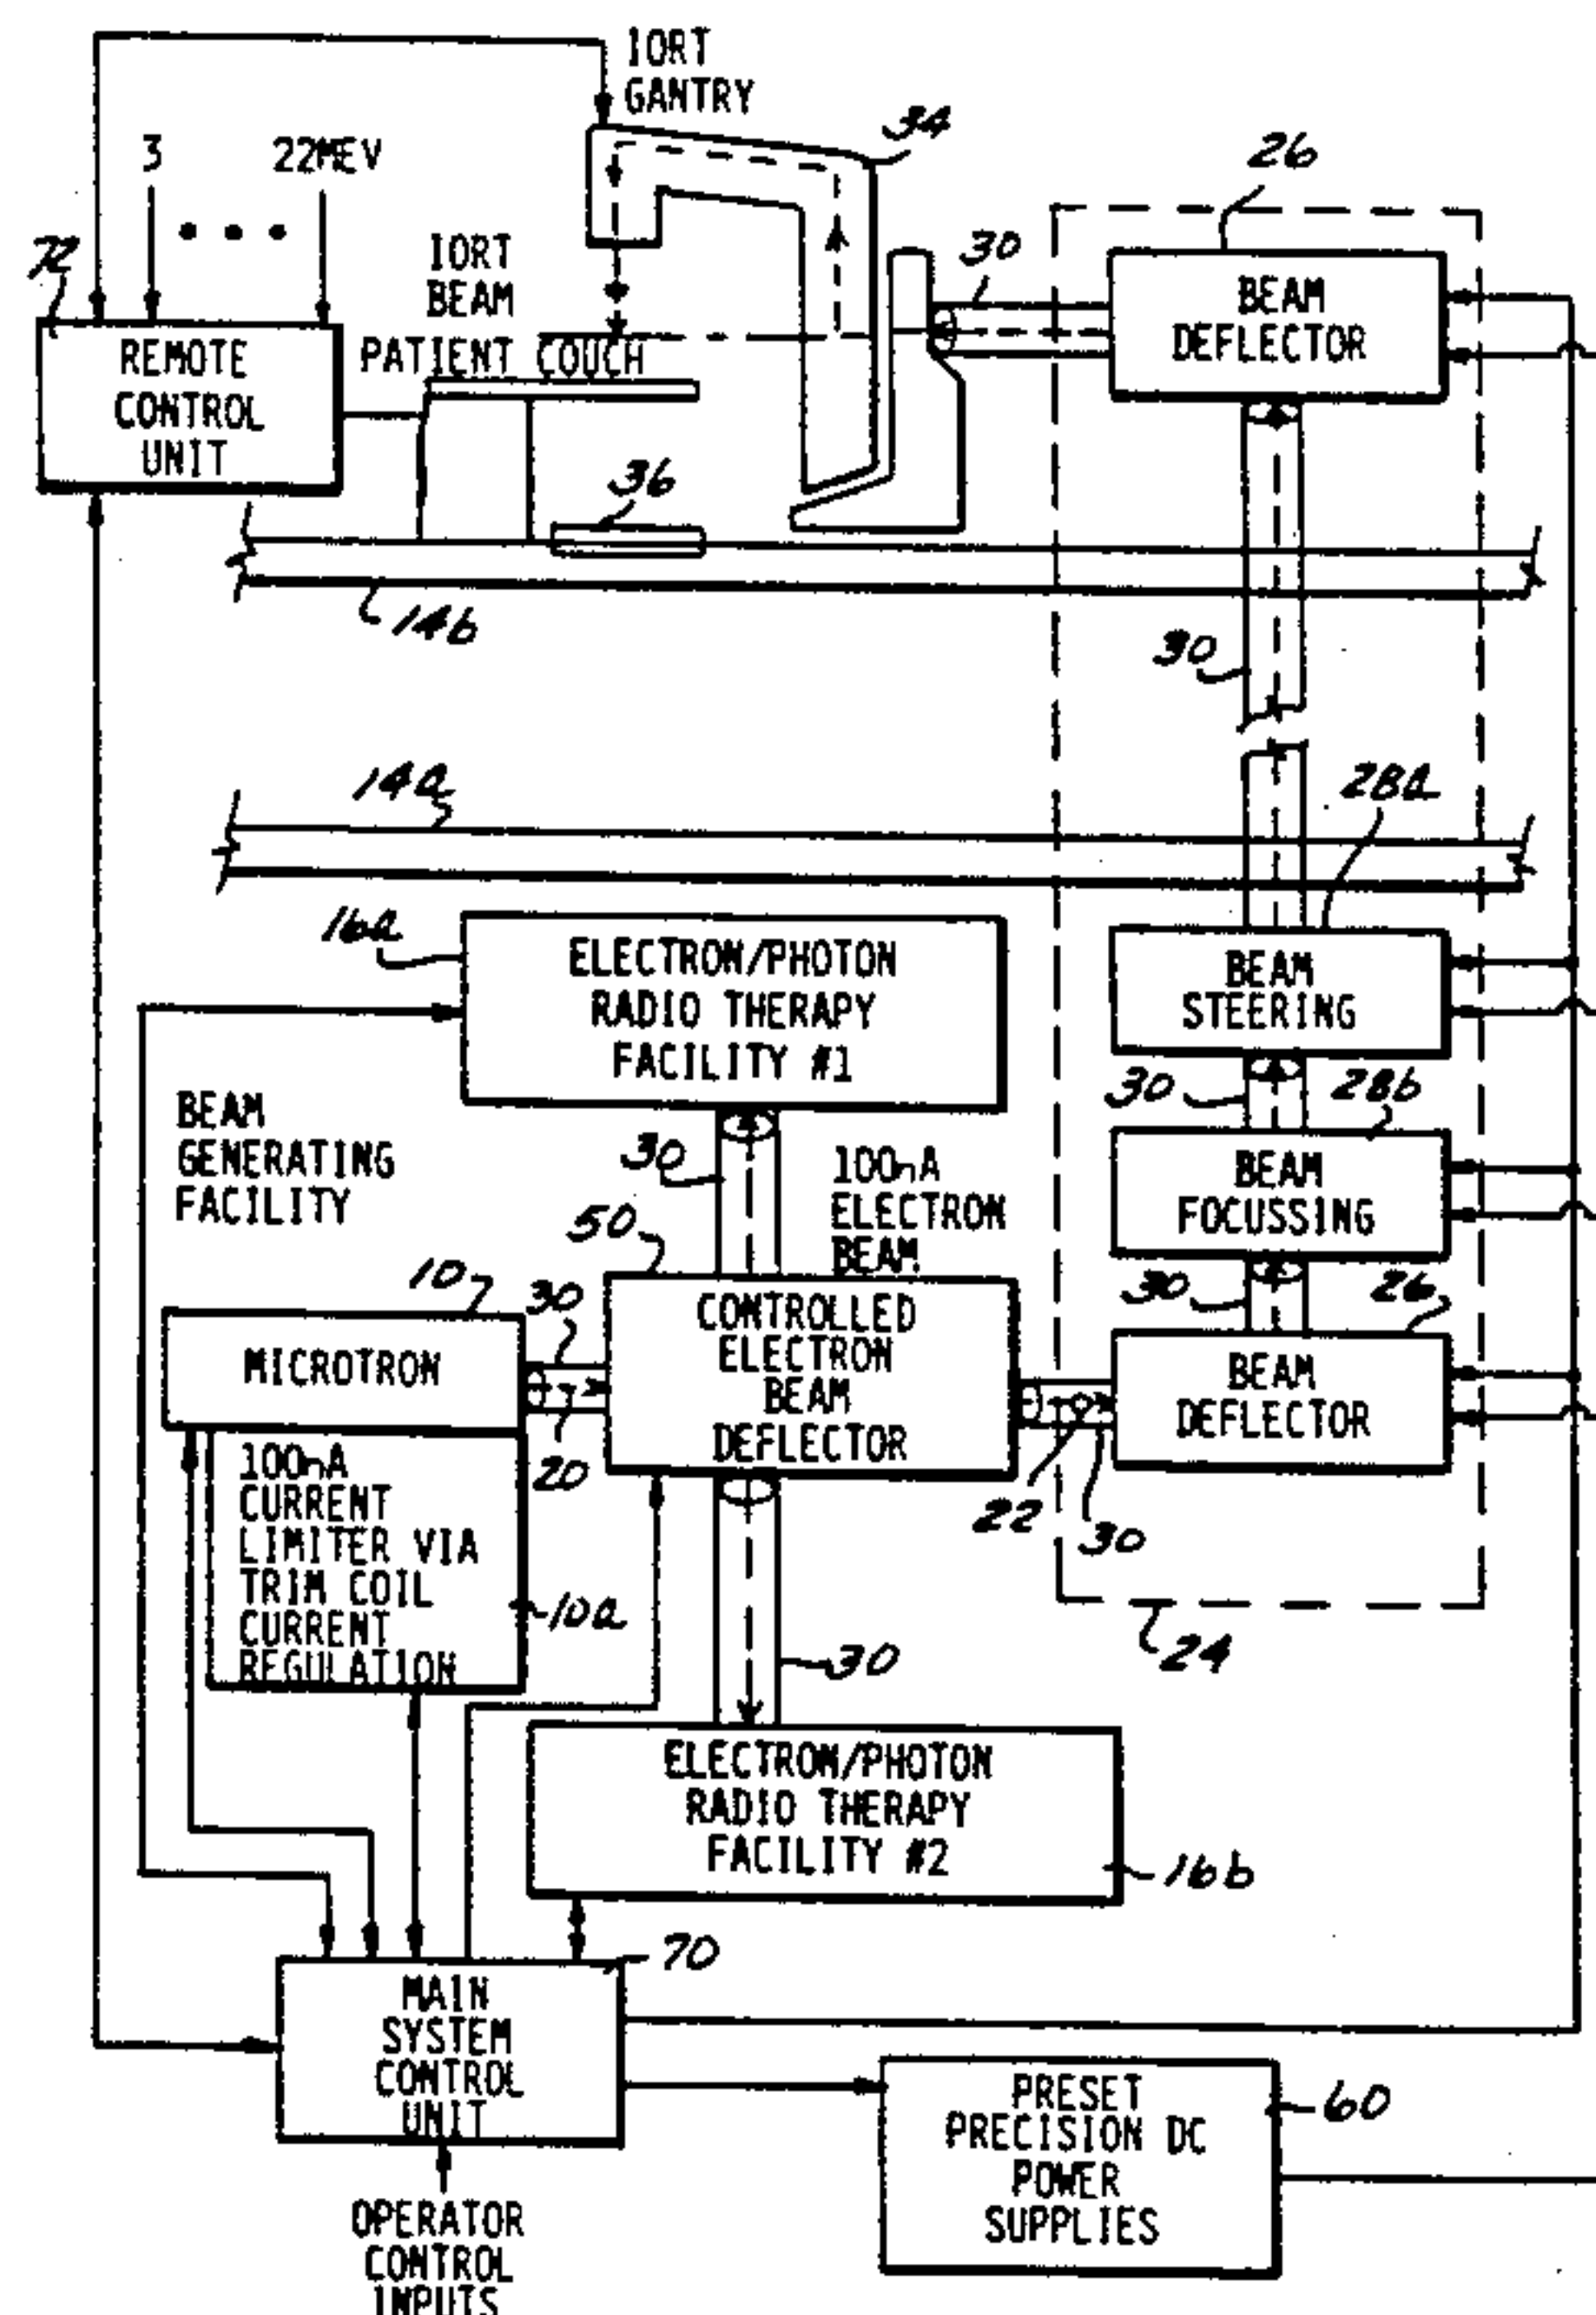 IORT
GANTRY
34
3
22MEV
26
72
IORT
BEAM
30
BEAM
DEFLECTOR
REMOTE
CONTROL
UNIT
PATIENT COUCH
36
14b
30
14a
28a
16a
ELECTRON/PHOTON
RADIO THERAPY
FACILITY #1
BEAM
STEERING
30
28b
BEAM
GENERATING
FACILITY
30
100nA
ELECTRON
BEAM
BEAM
FOCUSSING
50
10
30
30
26
MICROTRON
CONTROLLED
ELECTRON
BEAM
DEFLECTOR
BEAM
DEFLECTOR
20
22
30
100nA
CURRENT
LIMITER VIA
TRIM COIL
CURRENT
REGULATION
10a
24
30
ELECTRON/PHOTON
RADIO THERAPY
FACILITY #2
16b
70
MAIN
SYSTEM
CONTROL
UNIT
PRESET
PRECISION DC
POWER
SUPPLIES
60
OPERATOR
CONTROL
INPUTS